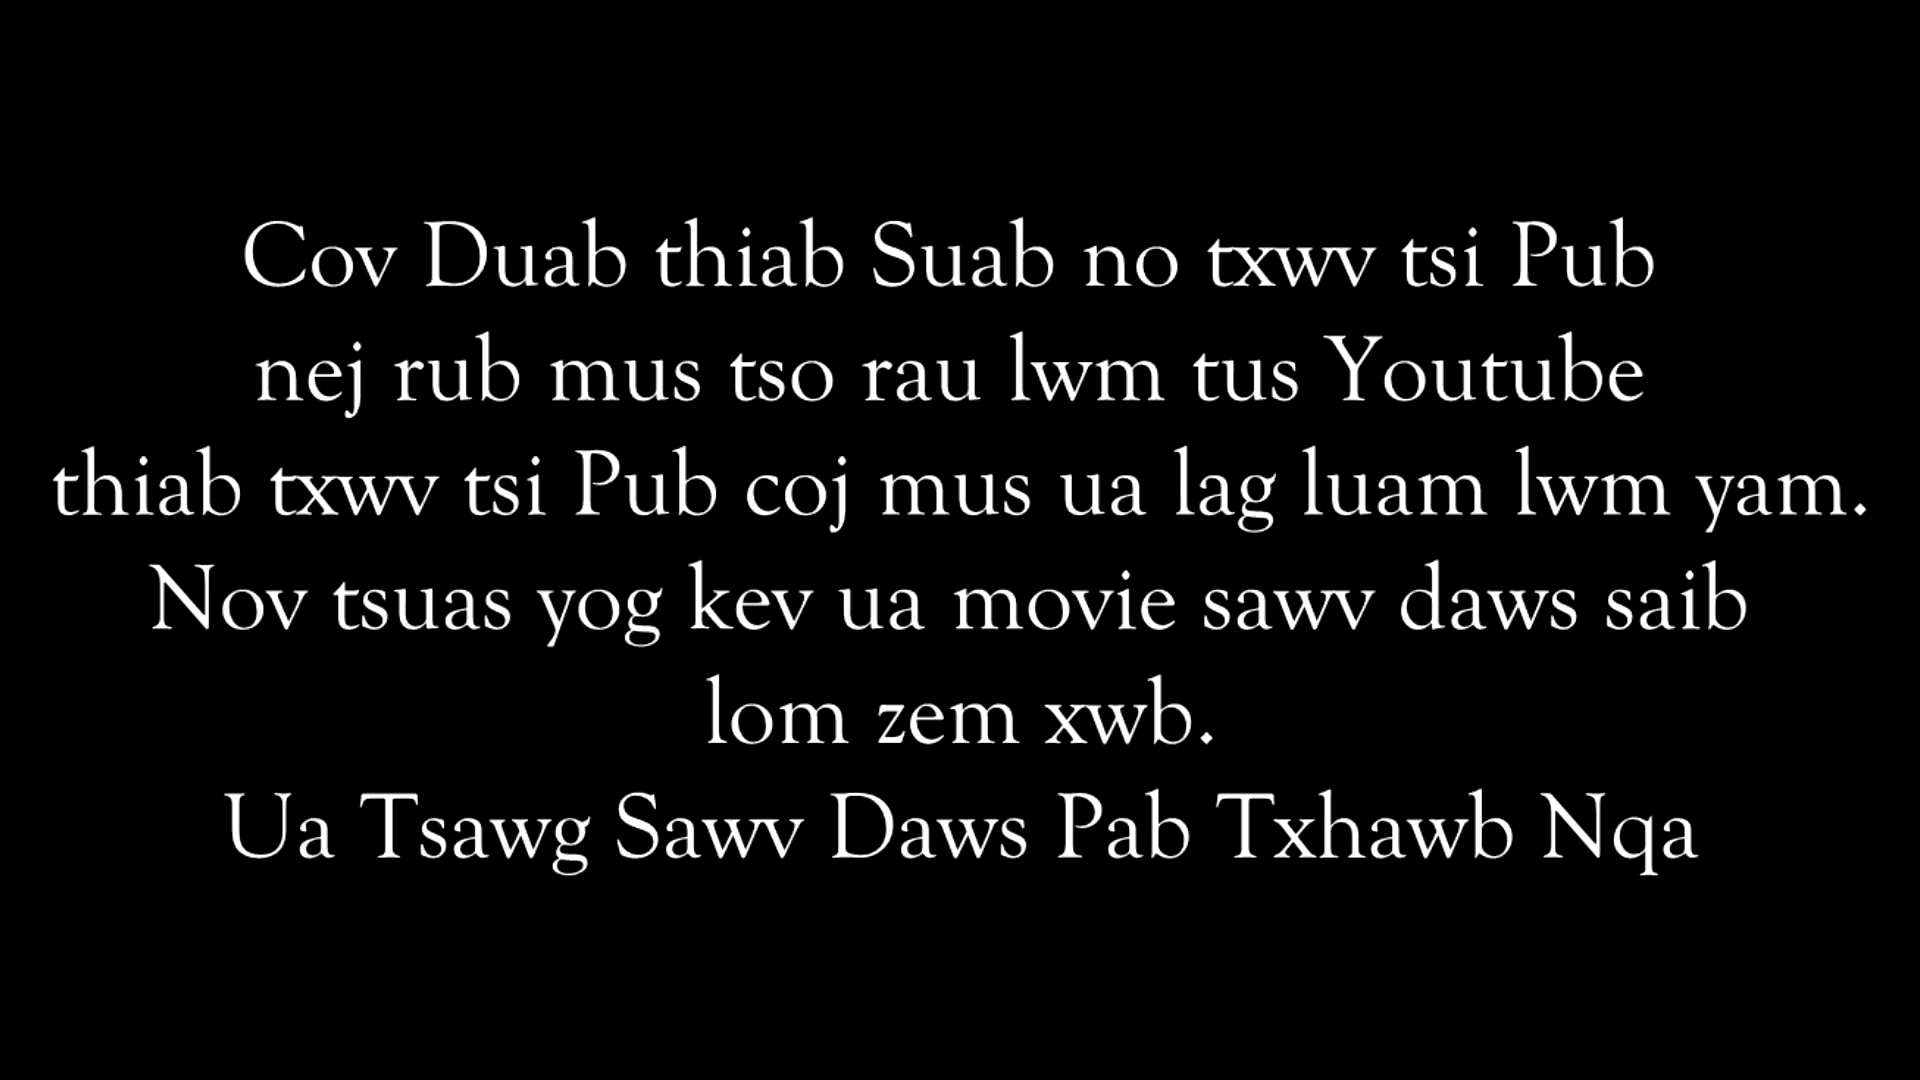 Cov Duab thiab Suab no txwv tsi Pub
nej rub mus tso rau lwm tus Youtube
thiab txwv tsi Pub coj mus ua lag luam lwm yam.
Nov tsuas yog kev ua movie sawv daws saib
lom zem xwb.
Ua Tsawg Sawv Daws Pab Txhawb Nqa